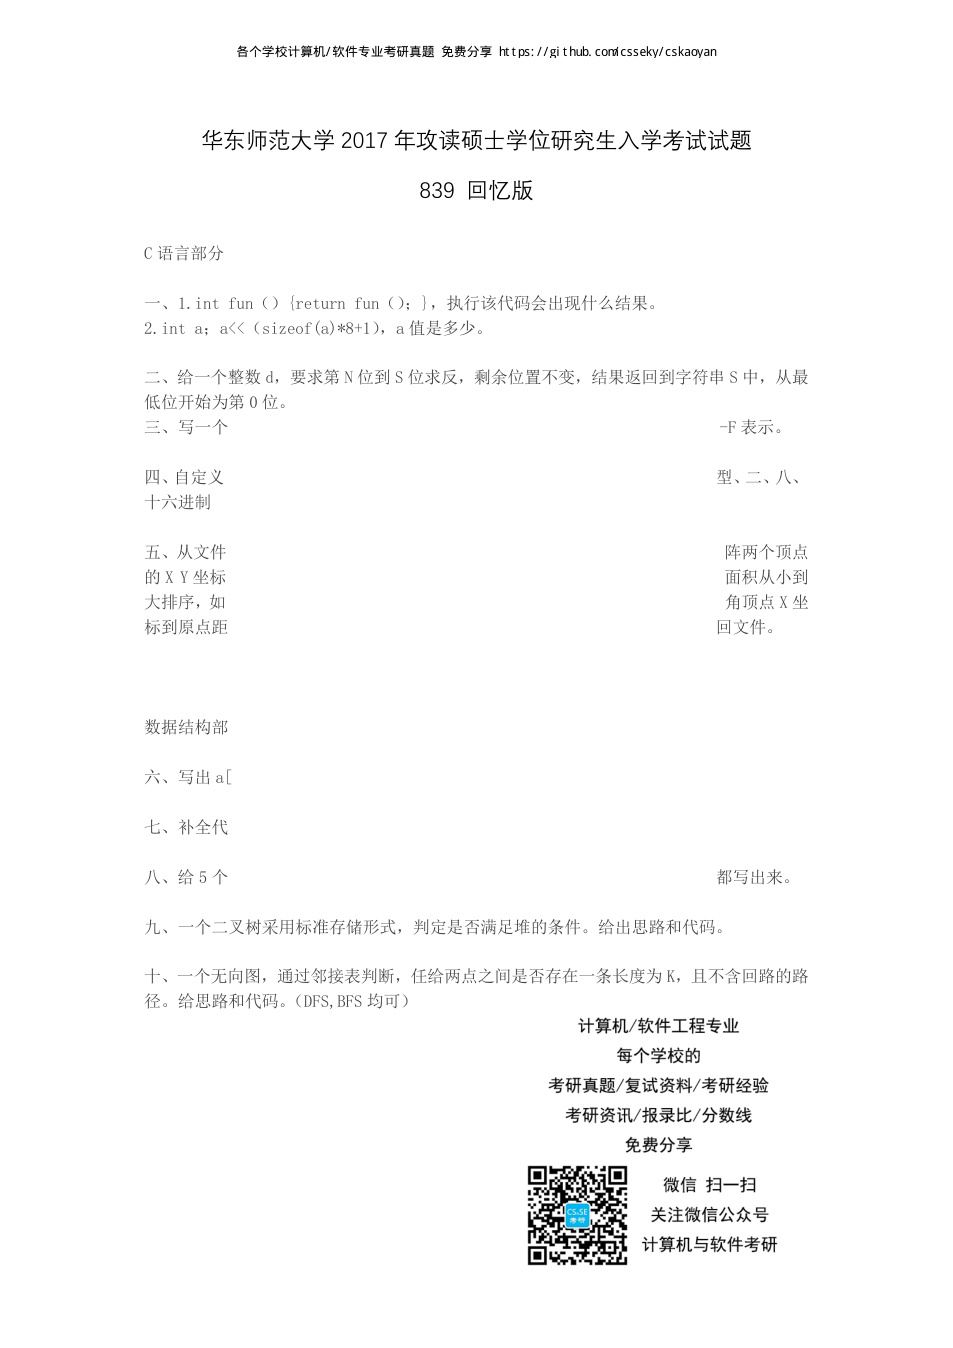 各个学校计算机/软件专业考研真题 免费分享 https://github.com/csseky/cskaoyan
华东师范大学 2017 年攻读硕士学位研究生入学考试试题
839 回忆版
C 语言部分
一、1.int fun（）{return fun（）；}，执行该代码会出现什么结果。
2.int a；a<<（sizeof(a)*8+1），a 值是多少。
二、给一个整数 d，要求第 N 位到 S 位求反，剩余位置不变，结果返回到字符串 S 中，从最
低位开始为第 0 位。
三、写一个 -F 表示。
四、自定义 型、二、八、
十六进制
五、从文件 阵两个顶点
的 X Y 坐标 面积从小到
大排序，如 角顶点 X 坐
标到原点距 回文件。
数据结构部
六、写出 a[
七、补全代
八、给 5 个 都写出来。
九、一个二叉树采用标准存储形式，判定是否满足堆的条件。给出思路和代码。
十、一个无向图，通过邻接表判断，任给两点之间是否存在一条长度为 K，且不含回路的路
径。给思路和代码。（DFS,BFS 均可）
计算机/软件工程专业
每个学校的
考研真题/复试资料/考研经验
考研资讯/报录比/分数线
免费分享
微信 扫一扫
关注微信公众号
计算机与软件考研
CS&SE
考研